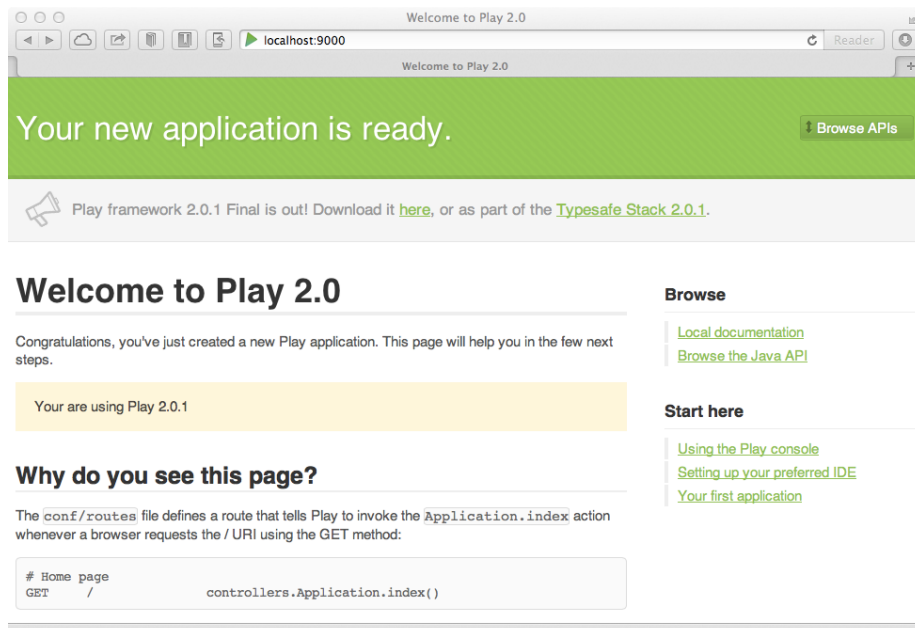 Welcome to Play 2.0
localhost:9000
Reader
Welcome to Play 2.0
Your new application is ready.
Browse APIs
Play framework 2.0.1 Final is out! Download it here, or as part of the Typesafe Stack 2.0.1.
Welcome to Play 2.0
Congratulations, you've just created a new Play application. This page will help you in the few next
steps.
Your are using Play 2.0.1
Why do you see this page?
The conf/routes file defines a route that tells Play to invoke the Application.index action
whenever a browser requests the / URI using the GET method:
# Home page
GET / controllers.Application.index()
Browse
Local documentation
Browse the Java API
Start here
Using the Play console
Setting up your preferred IDE
Your first application